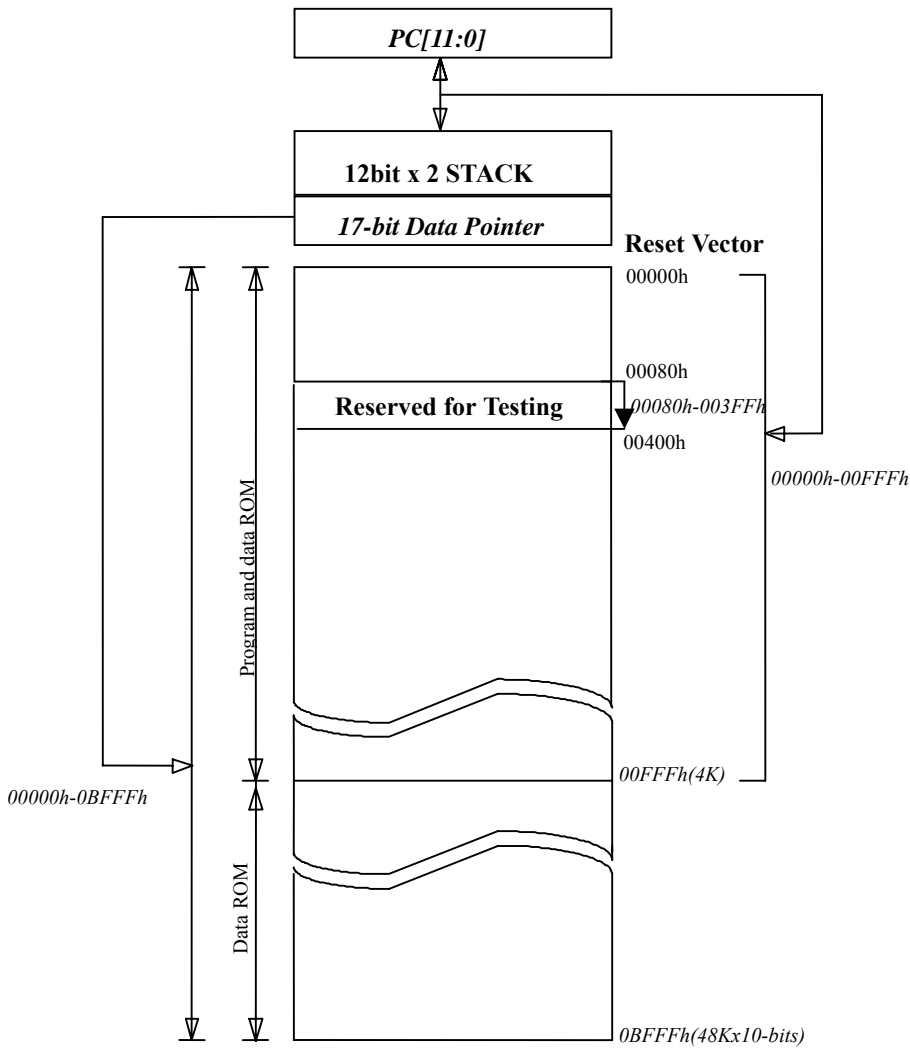 PC[11:0]
12bit x 2 STACK
17-bit Data Pointer
Reset Vector
00000h
00080h
Reserved for Testing
00080h-003FFh
00400h
00000h-00FFFh
Program and data ROM
00FFFh(4K)
00000h-0BFFFh
Data ROM
0BFFFh(48Kx10-bits)